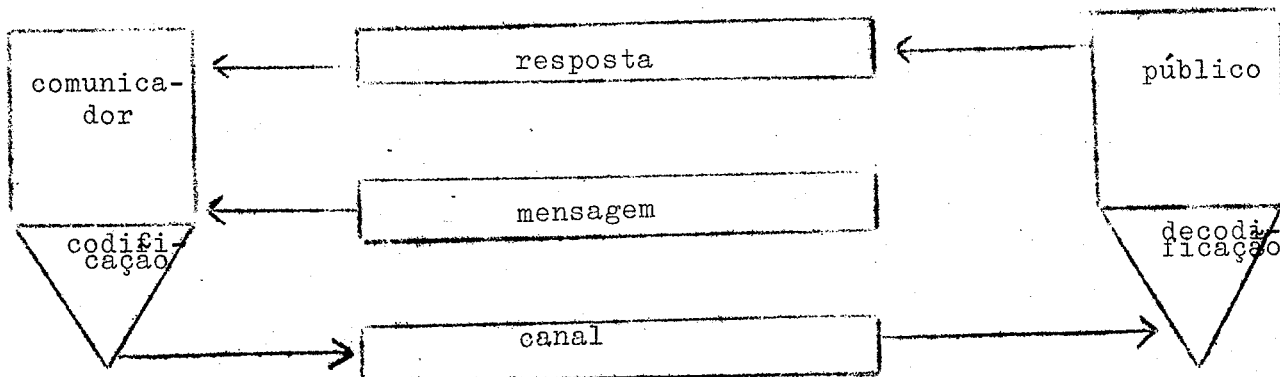 comunica-
dor
resposta
público
mensagem
codifi-
cação
decodi-
ficação
canal